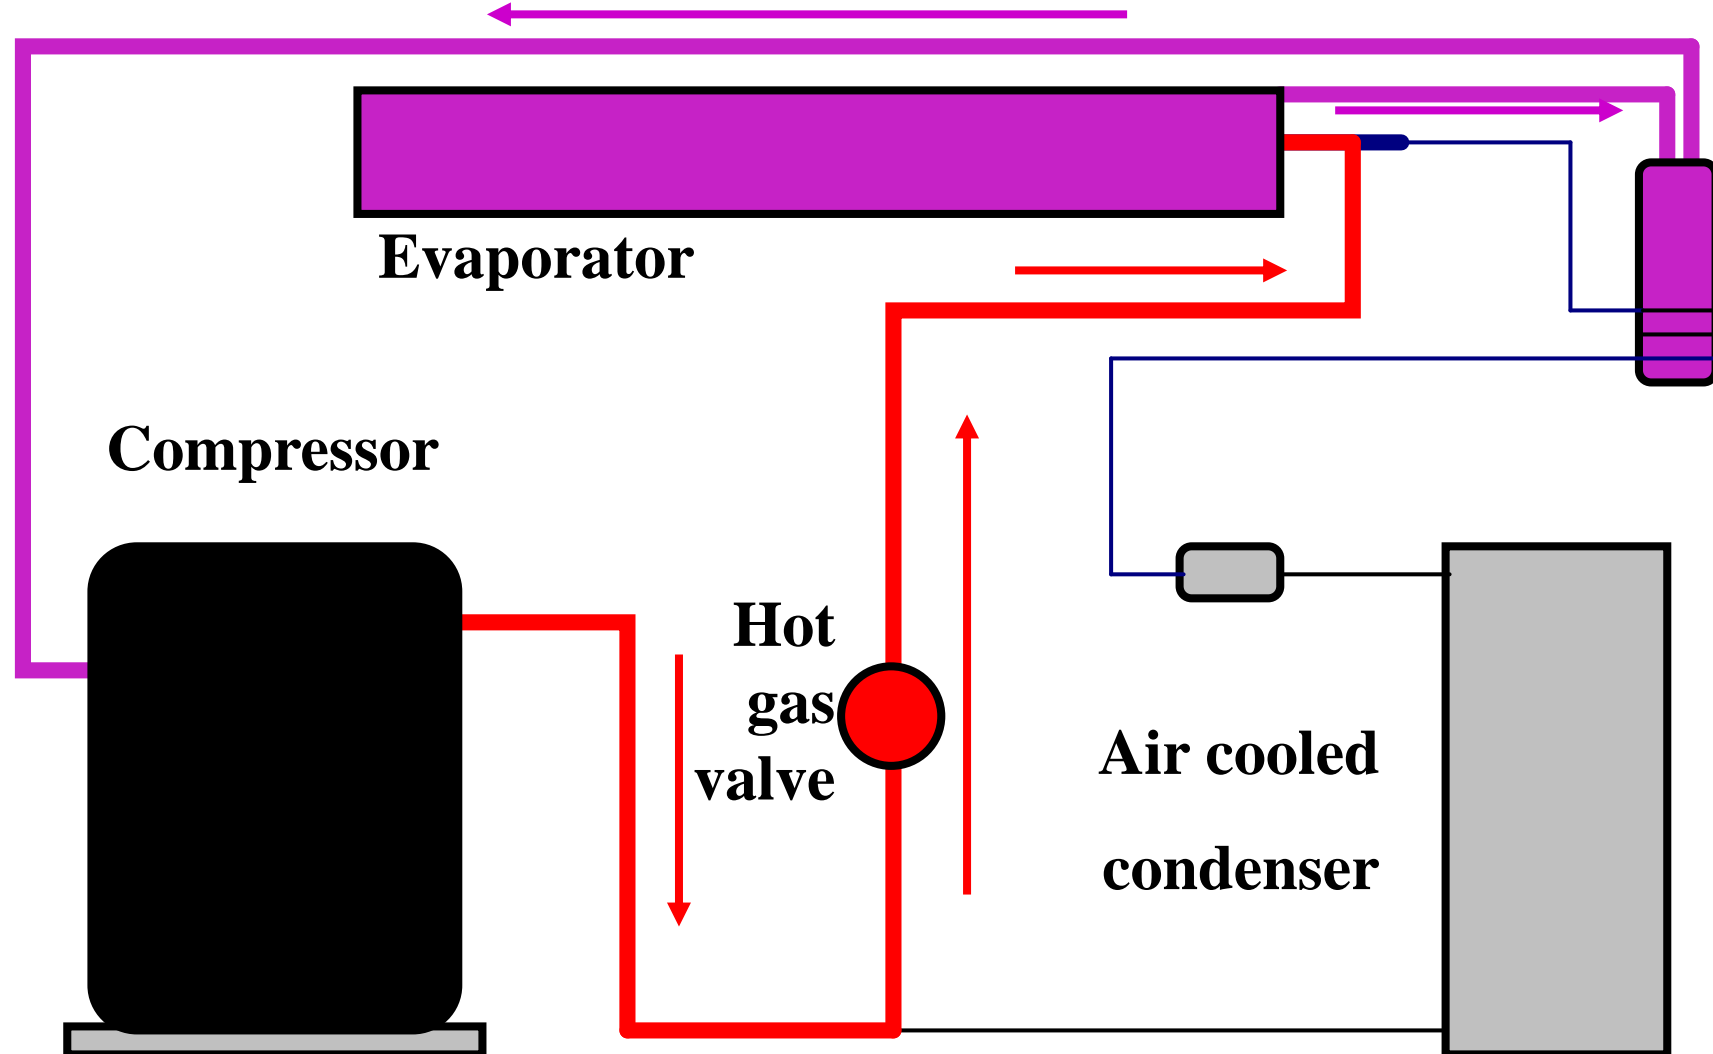 Evaporator
Compressor
Hot
gas
valve
Air cooled
condenser